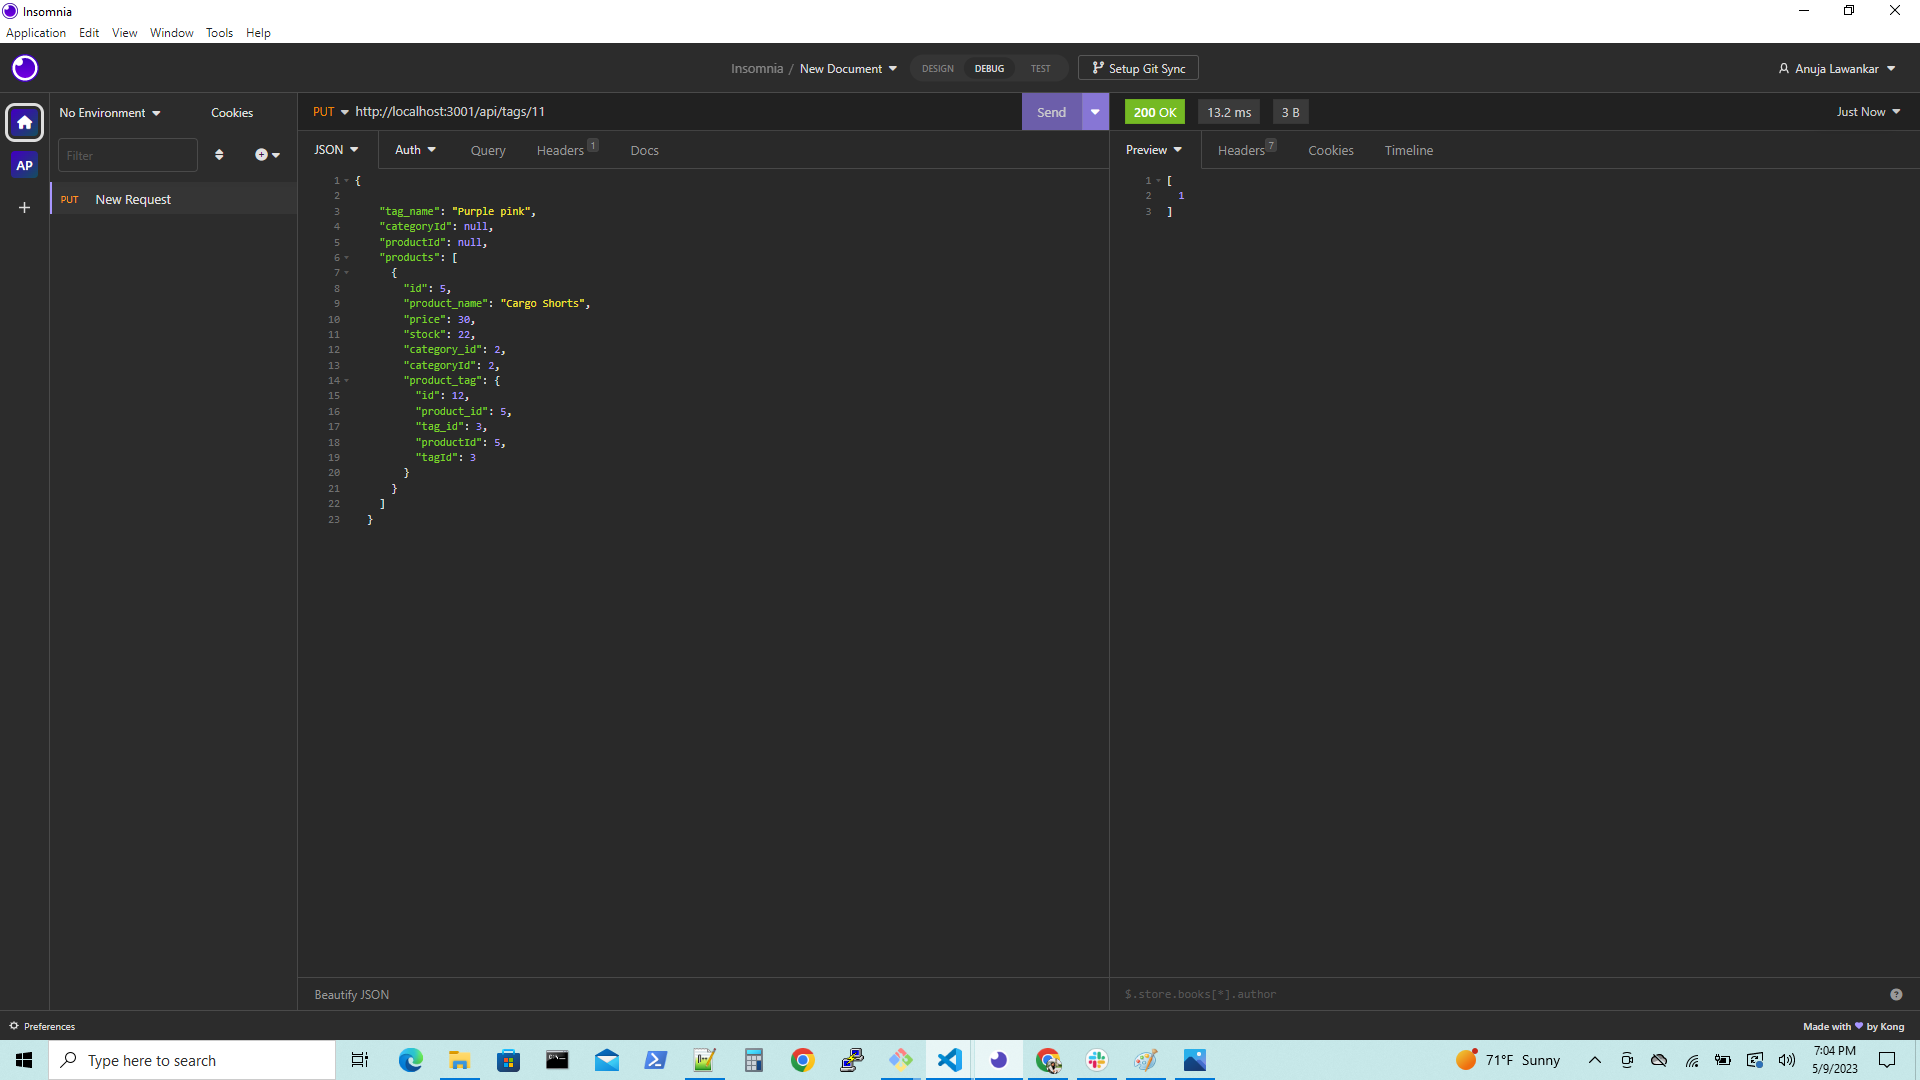 Insomnia
Application Edit View Window Tools Help
Insomnia / New Document DESIGN DEBUG TEST Setup Git Sync Anuja Lawankar
No Environment Cookies PUT http://localhost:3001/api/tags/11 Send 200 OK 13.2 ms 3 B Just Now
Filter JSON Auth Query Headers 1 Docs Preview Headers 7 Cookies Timeline
AP
PUT New Request
1 {
2
3 "tag_name": "Purple pink",
4 "categoryId": null,
5 "productId": null,
6 "products": [
7 {
8 "id": 5,
9 "product_name": "Cargo Shorts",
10 "price": 30,
11 "stock": 22,
12 "category_id": 2,
13 "categoryId": 2,
14 "product_tag": {
15 "id": 12,
16 "product_id": 5,
17 "tag_id": 3,
18 "productId": 5,
19 "tagId": 3
20 }
21 }
22 ]
23 }
1 [
2 1
3 ]
Beautify JSON $.store.books[*].author
Preferences Made with by Kong
Type here to search 71°F Sunny 7:04 PM
5/9/2023